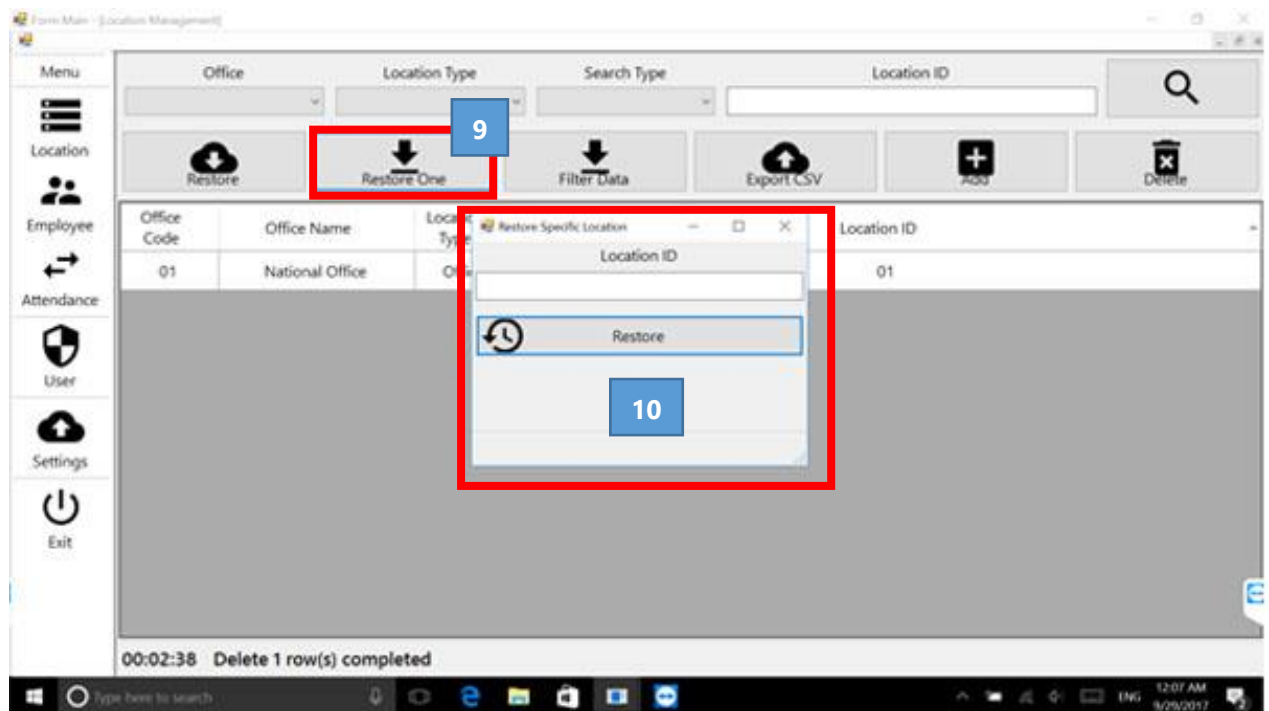 Form Main - [Location Management]
Menu
Location
Employee
Attendance
User
Settings
Exit
Office Location Type Search Type Location ID
9
Restore Restore One Filter Data Export CSV Add Delete
Office Code Office Name Type Location ID
01 National Office 01
Restore Specific Location
Location ID
Restore
10
00:02:38 Delete 1 row(s) completed
Type here to search
ENG 12:07 AM
9/29/2017